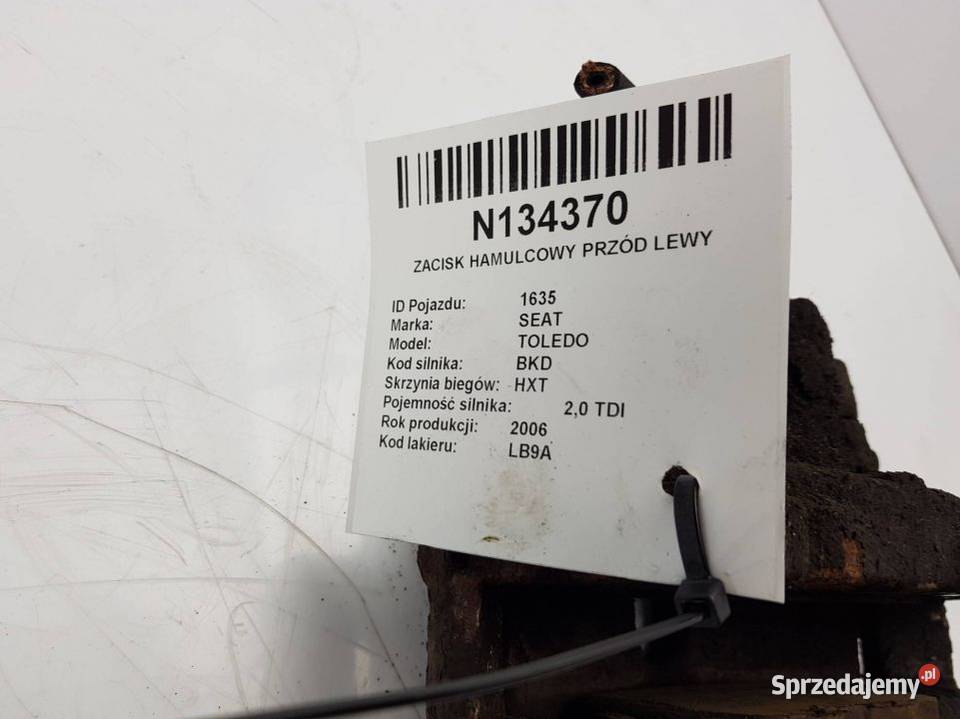 N134370
ZACISK HAMULCOWY PRZÓD LEWY
ID Pojazdu: 1635
Marka: SEAT
Model: TOLEDO
Kod silnika: BKD
Skrzynia biegów: HXT
Pojemność silnika: 2,0 TDI
Rok produkcji: 2006
Kod lakieru: LB9A
Sprzedajemy .pl